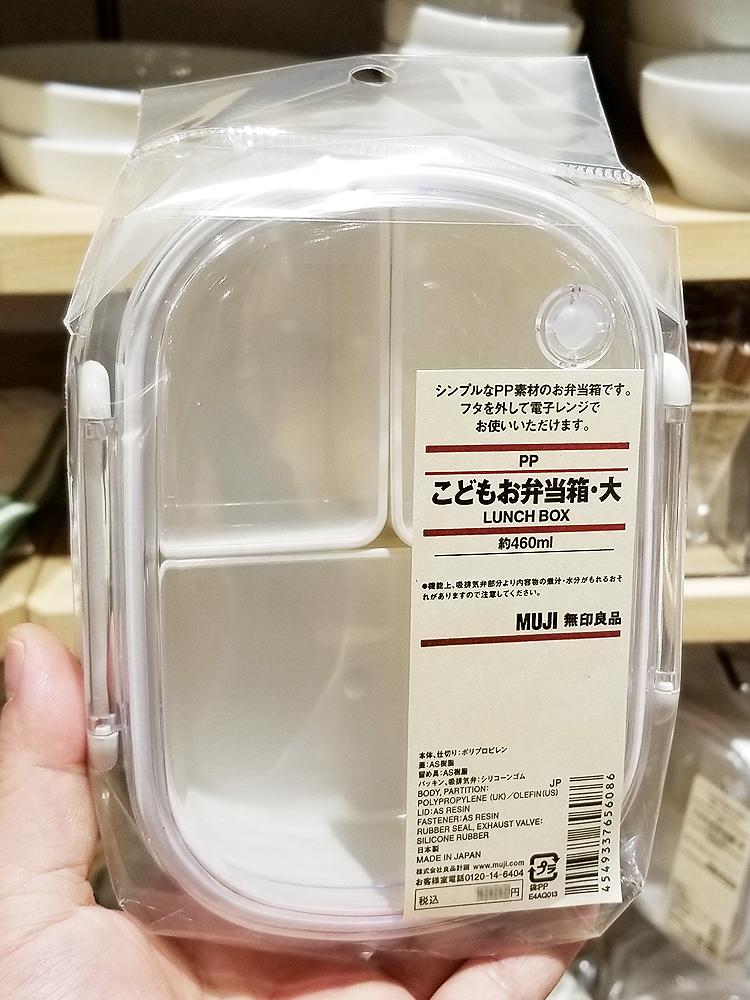 シンプルなPP素材のお弁当箱です。
フタを外して電子レンジで
お使いいただけます。
PP
こどもお弁当箱・大
LUNCH BOX
約460ml
●機能上、吸排気弁部分より内容物の煮汁・水分がもれるおそ
れがありますので注意してください。
MUJI 無印良品
本体、仕切り:ポリプロピレン
蓋:AS樹脂
留め具:AS樹脂
パッキン、吸排気弁:シリコーンゴム
BODY, PARTITION: JP
POLYPROPYLENE (UK)/OLEFIN(US)
LID:AS RESIN
FASTENER:AS RESIN
RUBBER SEAL, EXHAUST VALVE:
SILICONE RUBBER
日本製
MADE IN JAPAN
株式会社良品計画 www.muji.com
お客様室電話0120-14-6404
税込 円
プラ
袋:PP
E4AQ013
4549337656086